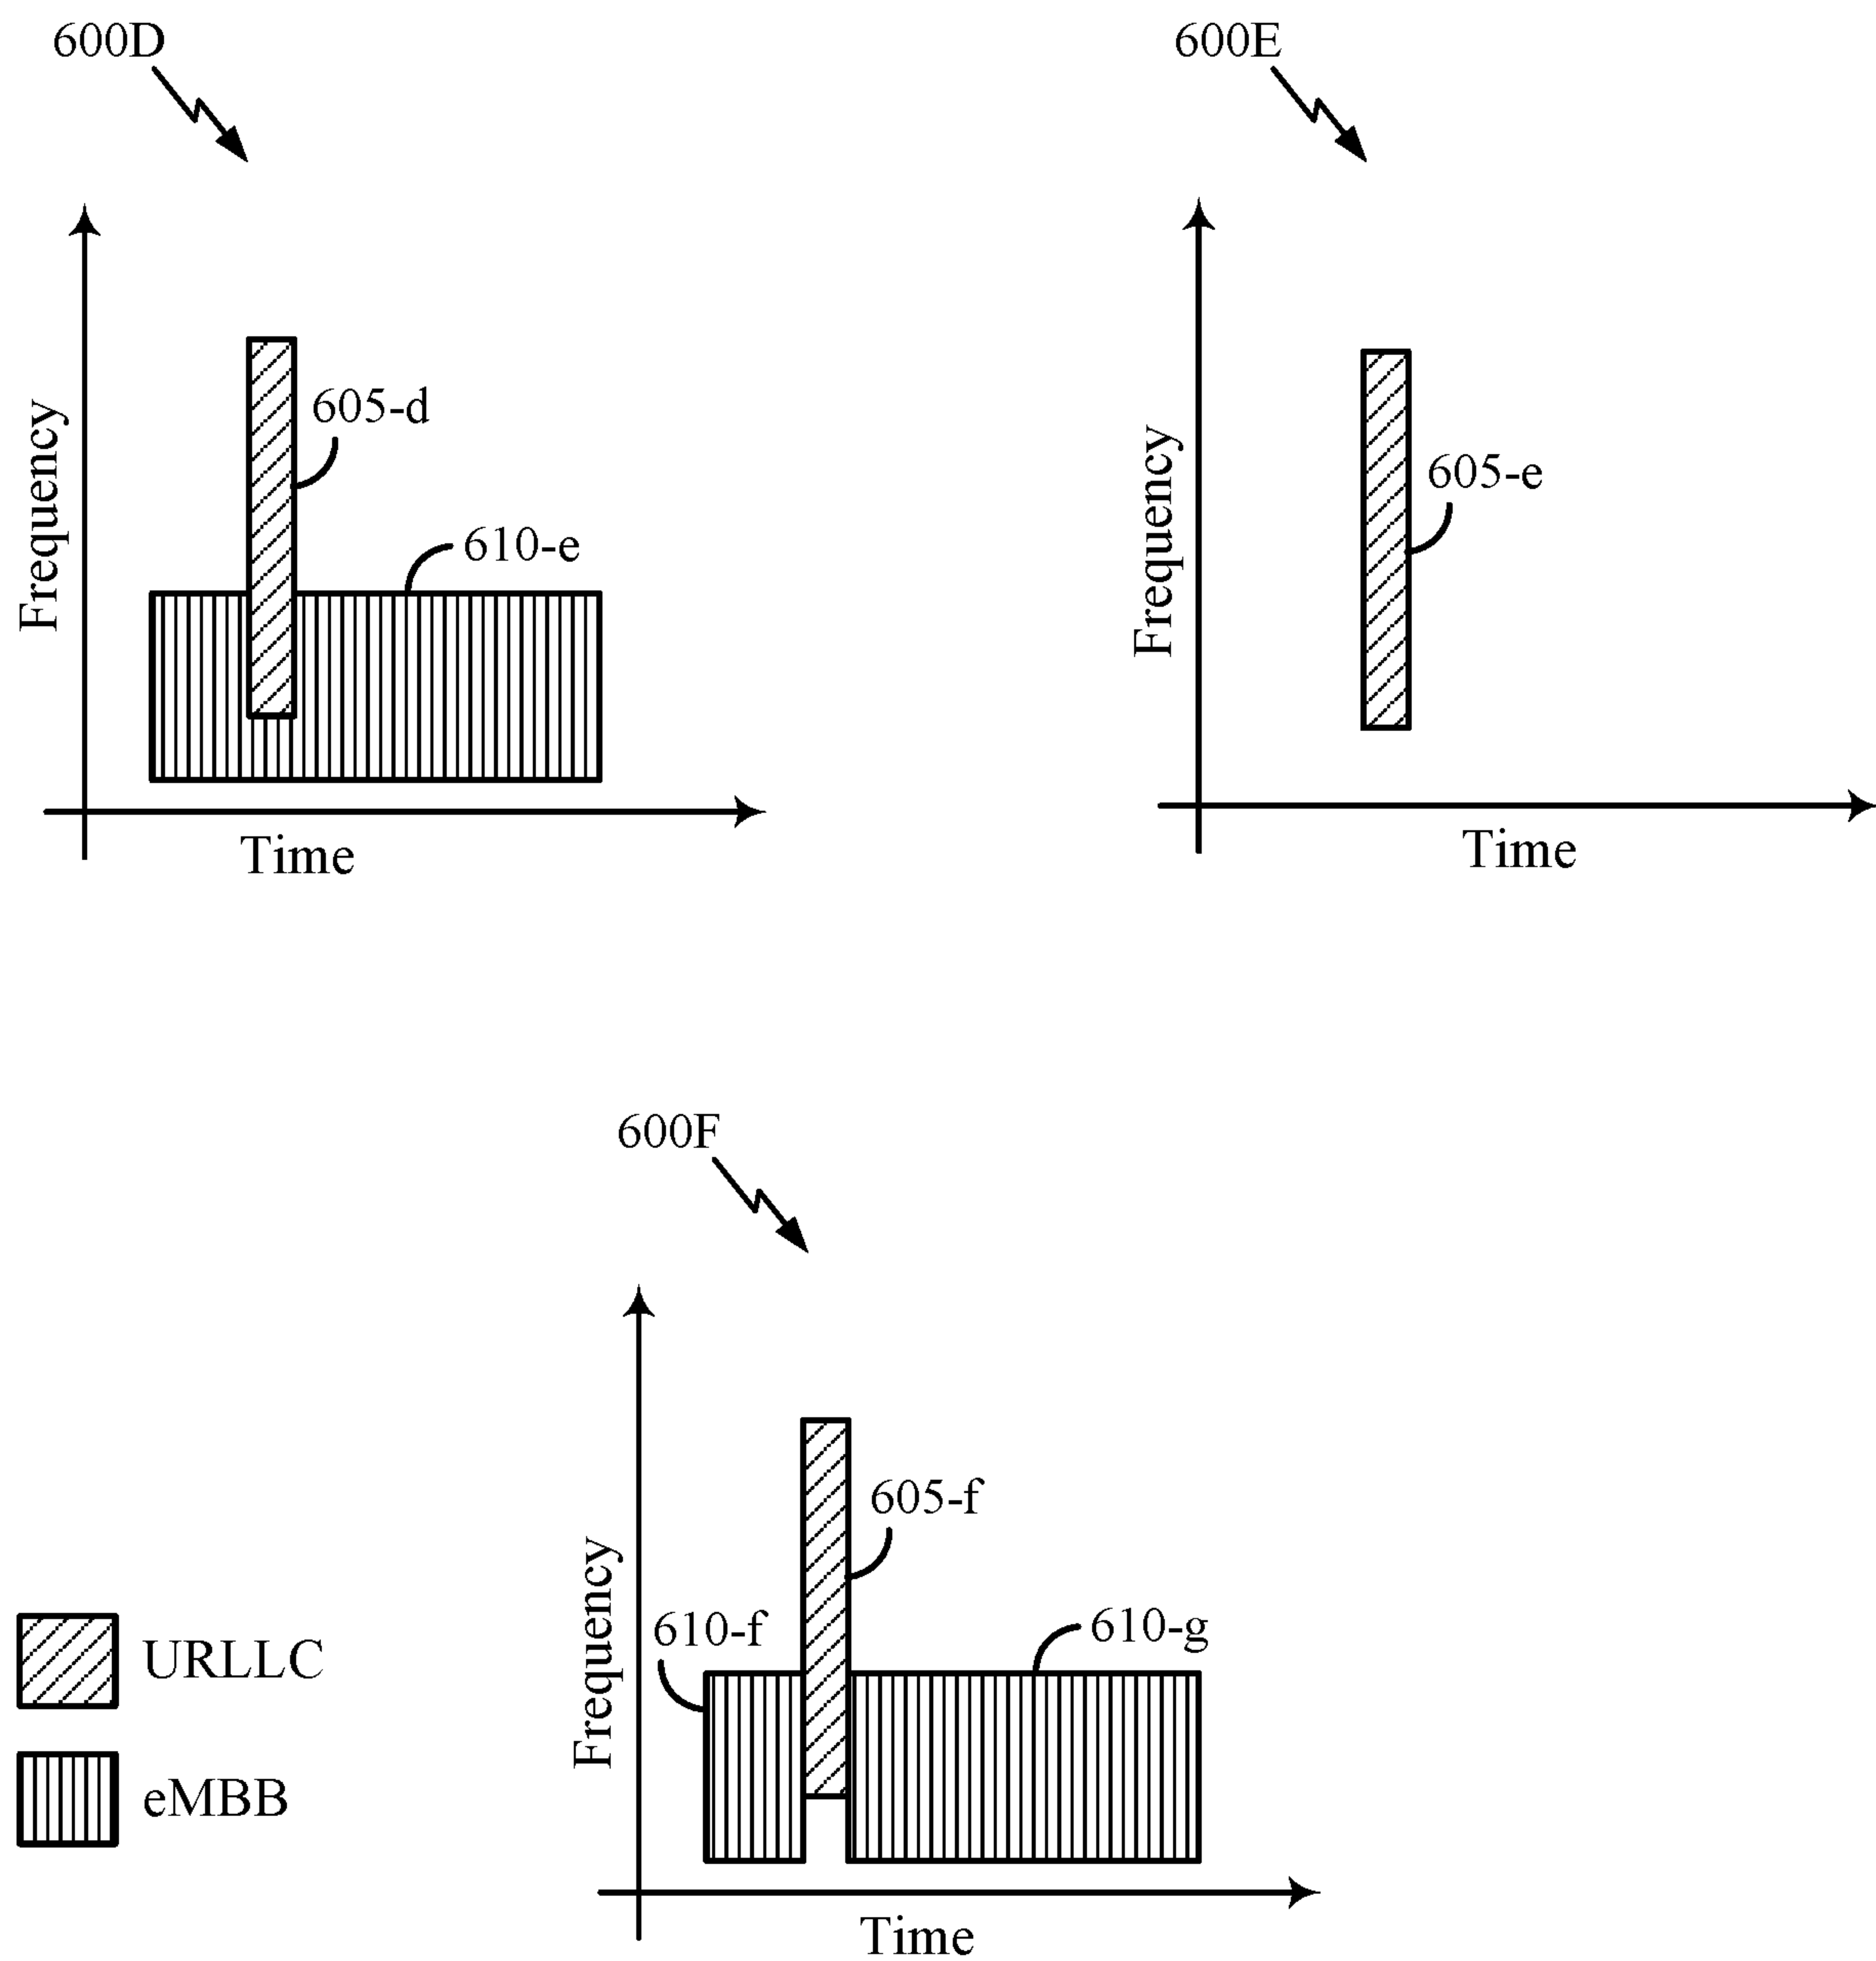 600D
600E
Frequency
605-d
610-e
Time
Frequency
605-e
Time
600F
Frequency
605-f
610-f
610-g
Time
URLLC
eMBB